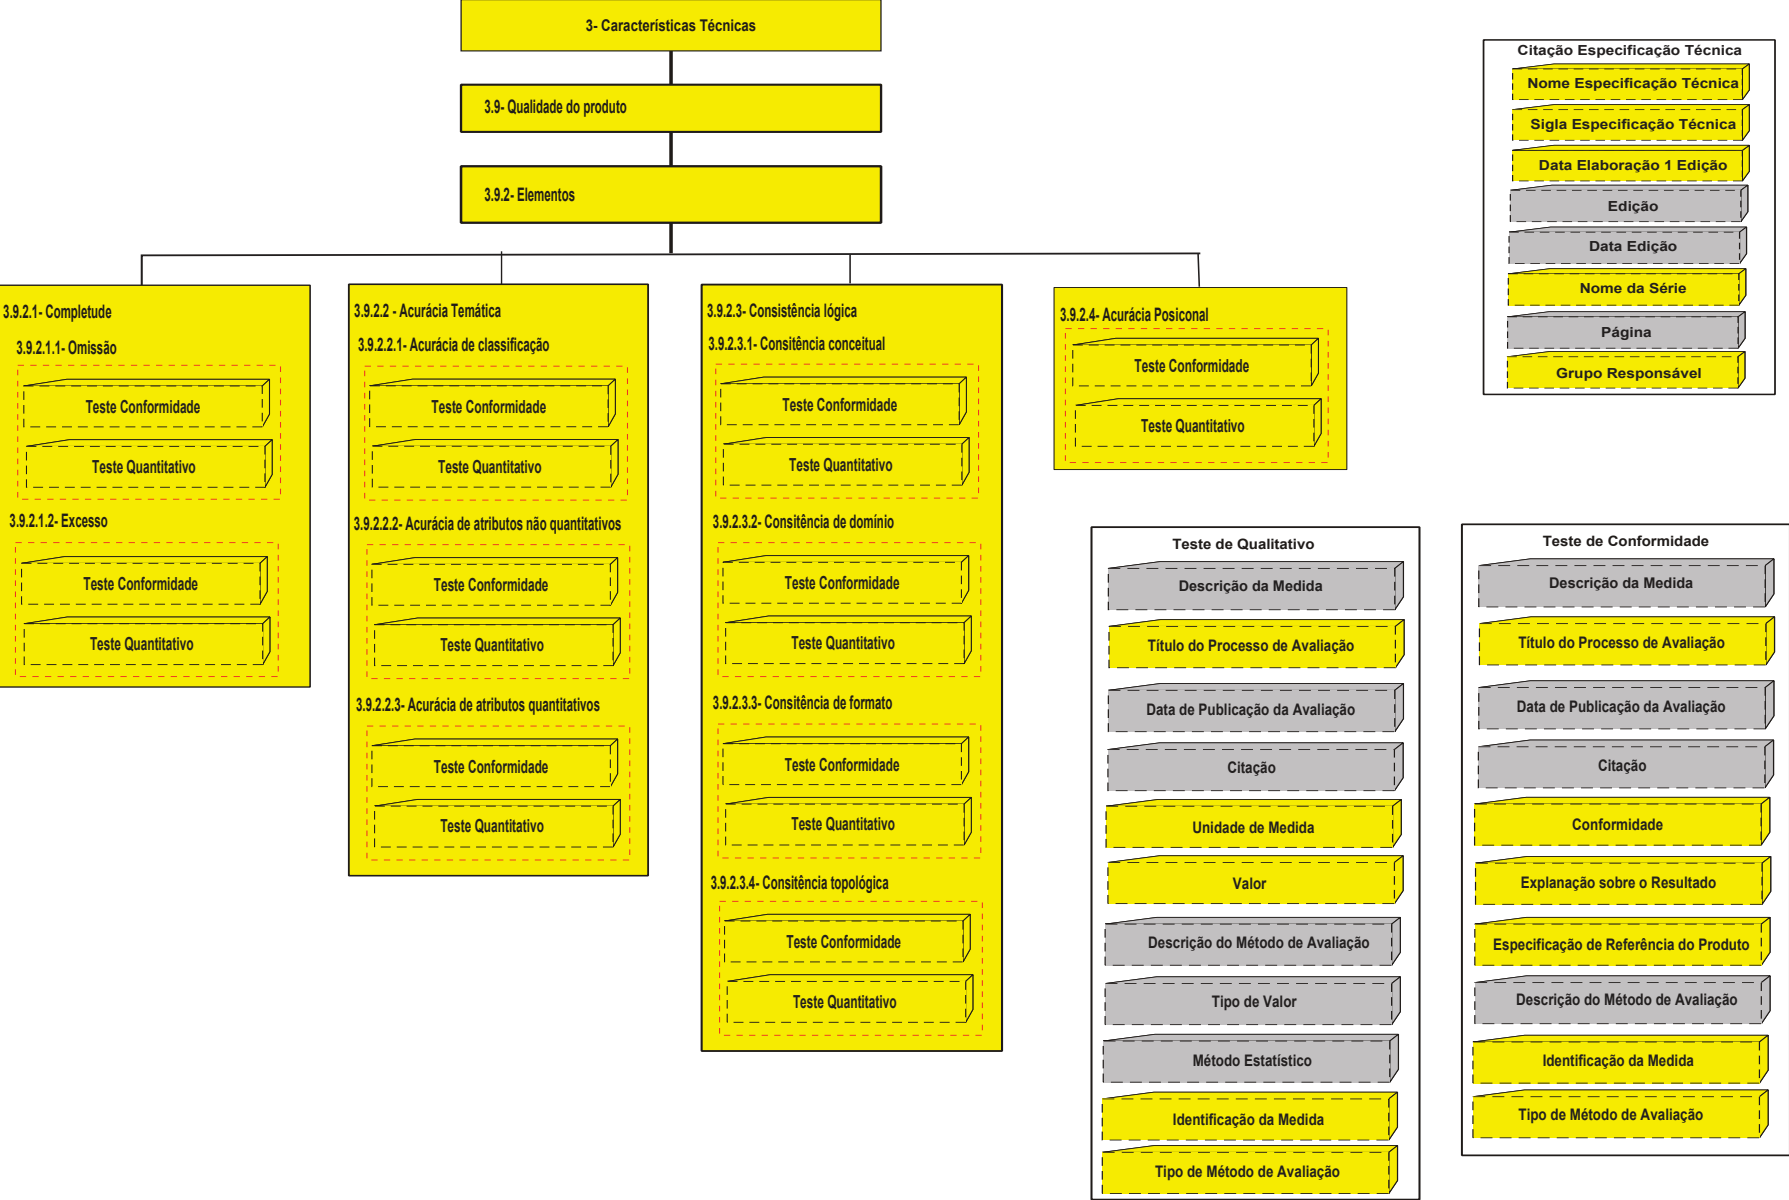 3- Características Técnicas
3.9- Qualidade do produto
3.9.2- Elementos
3.9.2.1- Completude
3.9.2.1.1- Omissão
Teste Conformidade
Teste Quantitativo
3.9.2.1.2- Excesso
Teste Conformidade
Teste Quantitativo
3.9.2.2 - Acurácia Temática
3.9.2.2.1- Acurácia de classificação
Teste Conformidade
Teste Quantitativo
3.9.2.2.2- Acurácia de atributos não quantitativos
Teste Conformidade
Teste Quantitativo
3.9.2.2.3- Acurácia de atributos quantitativos
Teste Conformidade
Teste Quantitativo
3.9.2.3- Consistência lógica
3.9.2.3.1- Consitência conceitual
Teste Conformidade
Teste Quantitativo
3.9.2.3.2- Consitência de domínio
Teste Conformidade
Teste Quantitativo
3.9.2.3.3- Consitência de formato
Teste Conformidade
Teste Quantitativo
3.9.2.3.4- Consitência topológica
Teste Conformidade
Teste Quantitativo
3.9.2.4- Acurácia Posiconal
Teste Conformidade
Teste Quantitativo
Citação Especificação Técnica
Nome Especificação Técnica
Sigla Especificação Técnica
Data Elaboração 1 Edição
Edição
Data Edição
Nome da Série
Página
Grupo Responsável
Teste de Qualitativo
Descrição da Medida
Título do Processo de Avaliação
Data de Publicação da Avaliação
Citação
Unidade de Medida
Valor
Descrição do Método de Avaliação
Tipo de Valor
Método Estatístico
Identificação da Medida
Tipo de Método de Avaliação
Teste de Conformidade
Descrição da Medida
Título do Processo de Avaliação
Data de Publicação da Avaliação
Citação
Conformidade
Explanação sobre o Resultado
Especificação de Referência do Produto
Descrição do Método de Avaliação
Identificação da Medida
Tipo de Método de Avaliação